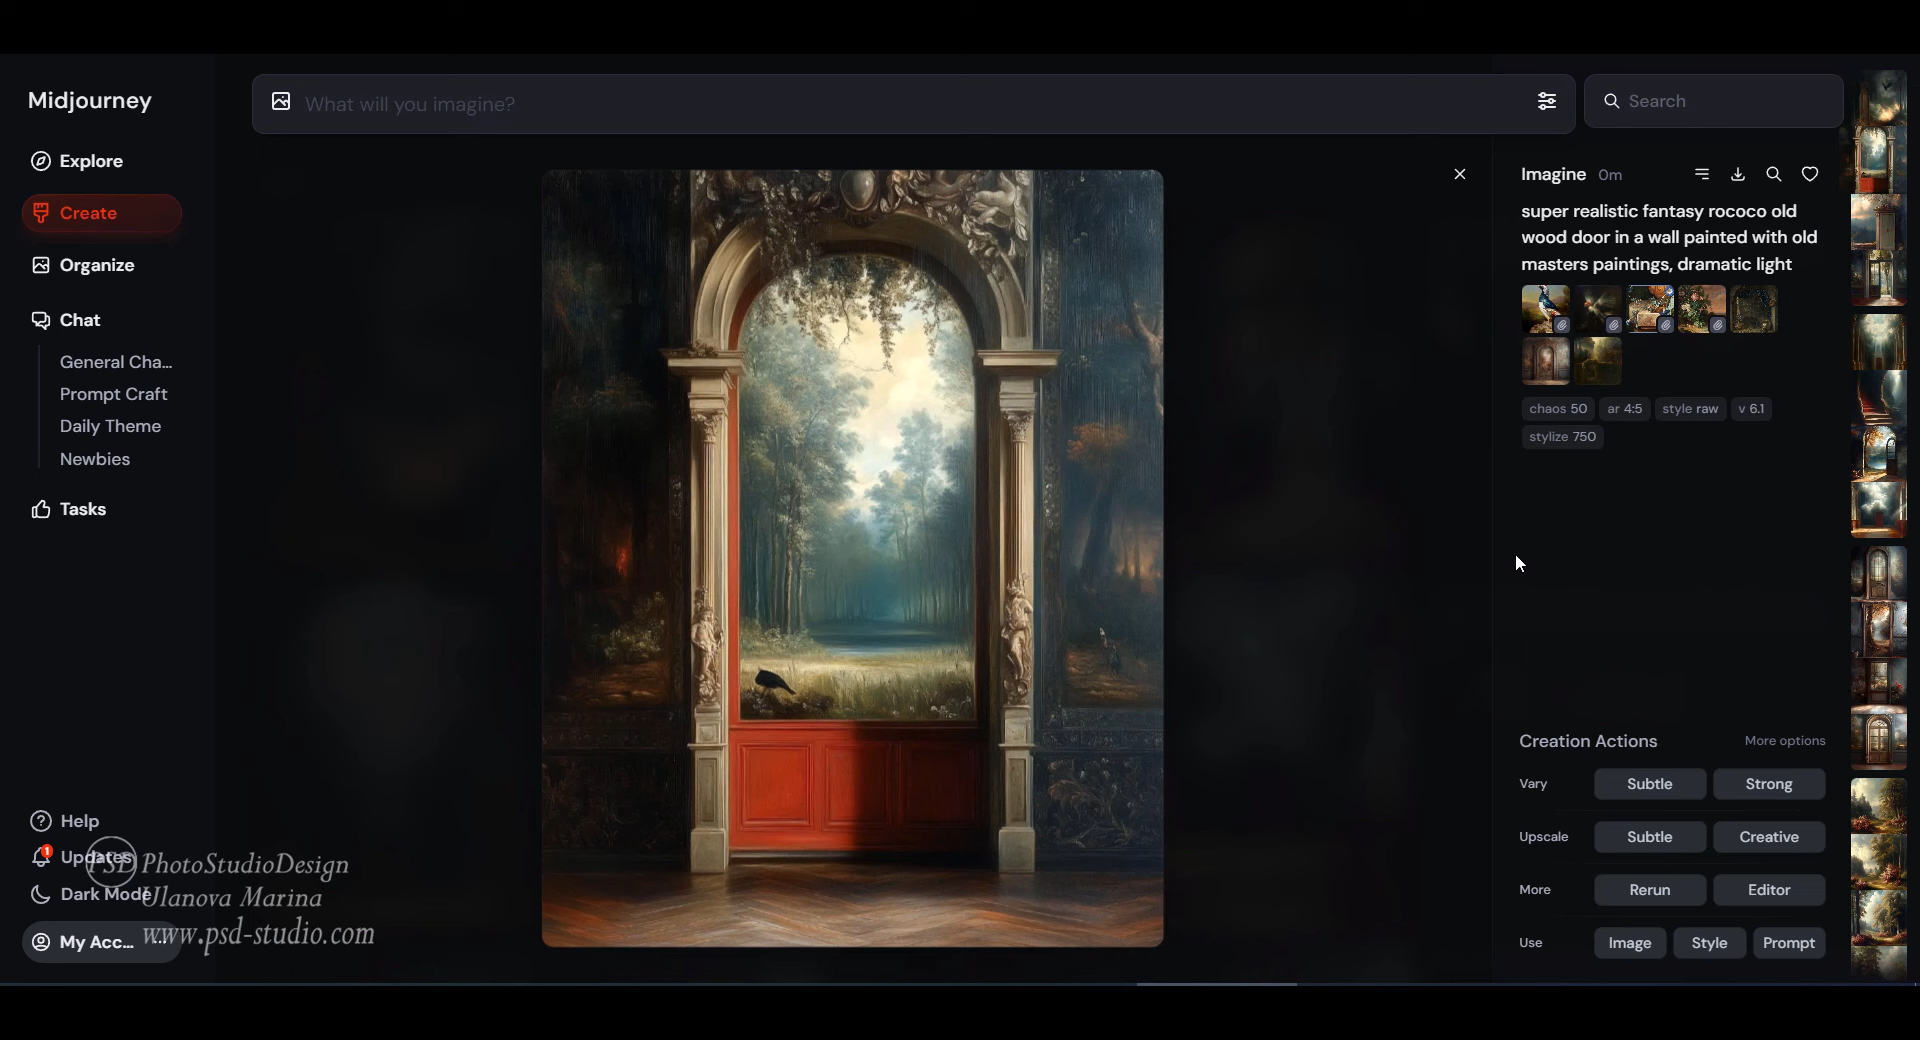 Midjourney
What will you imagine?
Search
Explore
Create
Organize
Chat
General Cha...
Prompt Craft
Daily Theme
Newbies
Tasks
Imagine 0m
super realistic fantasy rococo old
wood door in a wall painted with old
masters paintings, dramatic light
chaos 50 ar 4:5 style raw v 6.1
stylize 750
Creation Actions More options
Vary Subtle Strong
Upscale Subtle Creative
More Rerun Editor
Use Image Style Prompt
Help
1
Updates
Dark Mode
My Acc... ...
PSD PhotoStudioDesign
Ulanova Marina
www.psd-studio.com